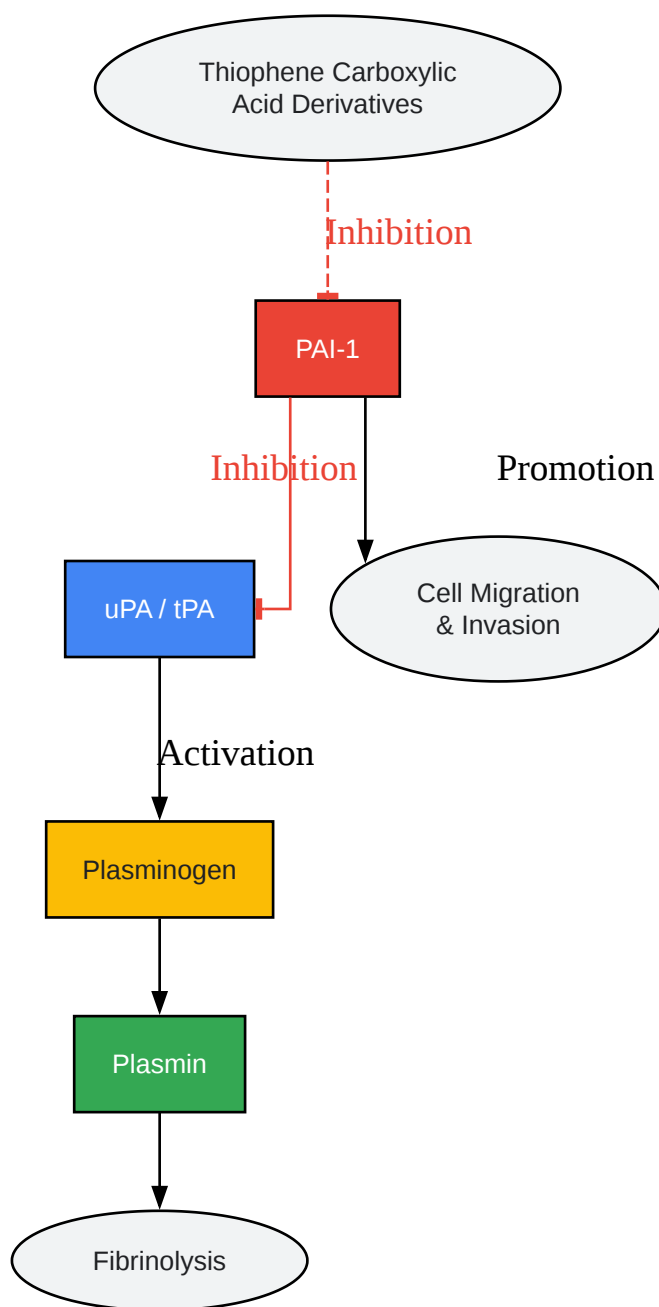 Thiophene Carboxylic
Acid Derivatives
Inhibition
PAI-1
Inhibition
Promotion
uPA / tPA
Cell Migration
& Invasion
Activation
Plasminogen
Plasmin
Fibrinolysis